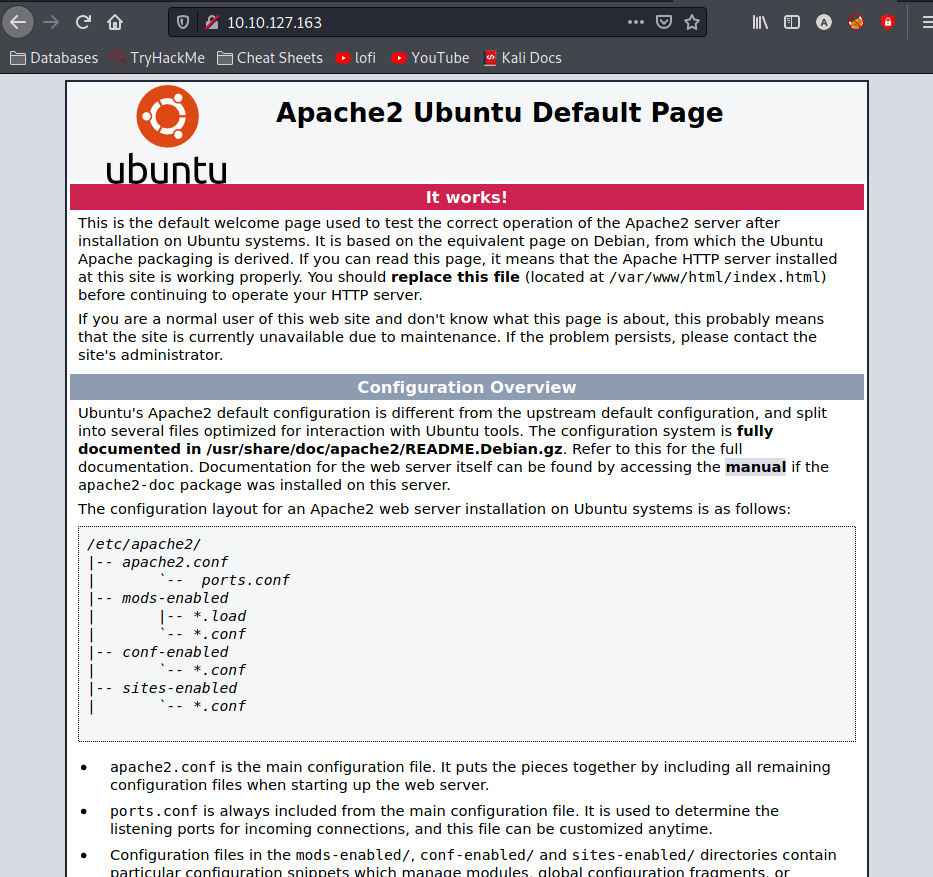 10.10.127.163
Databases TryHackMe Cheat Sheets lofi YouTube Kali Docs
ubuntu
Apache2 Ubuntu Default Page
It works!
This is the default welcome page used to test the correct operation of the Apache2 server after
installation on Ubuntu systems. It is based on the equivalent page on Debian, from which the Ubuntu
Apache packaging is derived. If you can read this page, it means that the Apache HTTP server installed
at this site is working properly. You should replace this file (located at /var/www/html/index.html)
before continuing to operate your HTTP server.
If you are a normal user of this web site and don't know what this page is about, this probably means
that the site is currently unavailable due to maintenance. If the problem persists, please contact the
site's administrator.
Configuration Overview
Ubuntu's Apache2 default configuration is different from the upstream default configuration, and split
into several files optimized for interaction with Ubuntu tools. The configuration system is fully
documented in /usr/share/doc/apache2/README.Debian.gz. Refer to this for the full
documentation. Documentation for the web server itself can be found by accessing the manual if the
apache2-doc package was installed on this server.
The configuration layout for an Apache2 web server installation on Ubuntu systems is as follows:
/etc/apache2/
|-- apache2.conf
|       `--  ports.conf
|-- mods-enabled
|       |-- *.load
|       `-- *.conf
|-- conf-enabled
|       `-- *.conf
|-- sites-enabled
|       `-- *.conf
• apache2.conf is the main configuration file. It puts the pieces together by including all remaining
configuration files when starting up the web server.
• ports.conf is always included from the main configuration file. It is used to determine the
listening ports for incoming connections, and this file can be customized anytime.
• Configuration files in the mods-enabled/, conf-enabled/ and sites-enabled/ directories contain
particular configuration snippets which manage modules, global configuration fragments, or